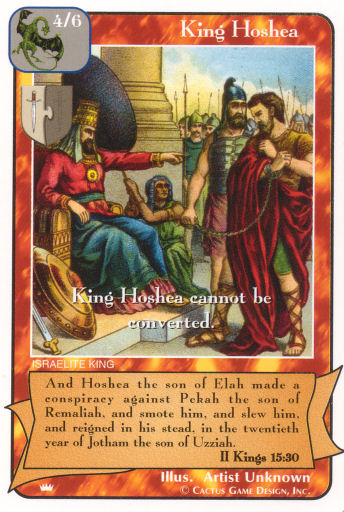 4/6
King Hoshea
King Hoshea cannot be
converted.
ISRAELITE KING
And Hoshea the son of Elah made a
conspiracy against Pekah the son of
Remaliah, and smote him, and slew him,
and reigned in his stead, in the twentieth
year of Jotham the son of Uzziah.
II Kings 15:30
Illus. Artist Unknown
© Cactus Game Design, Inc.